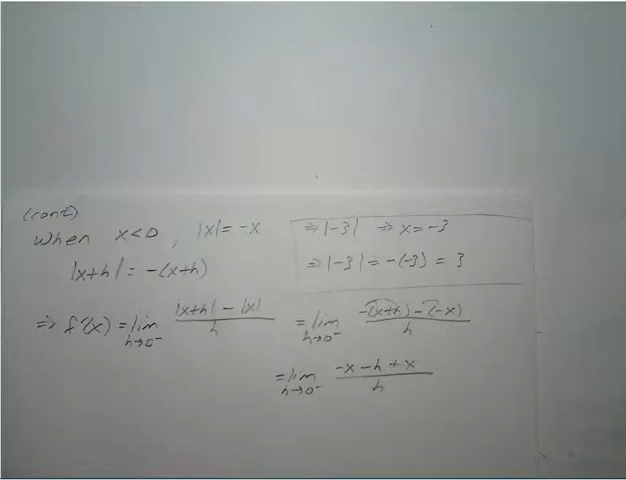 (cont)
When x<0, |x|=-x ⇒|-3| ⇒x=-3
|x+h|=-(x+h) ⇒|-3|=-(-3)=3
⇒f'(x)=lim h→0⁻ (|x+h|-|x|)/h =lim h→0⁻ (-(x+h)-(-x))/h
=lim h→0⁻ (-x-h+x)/h